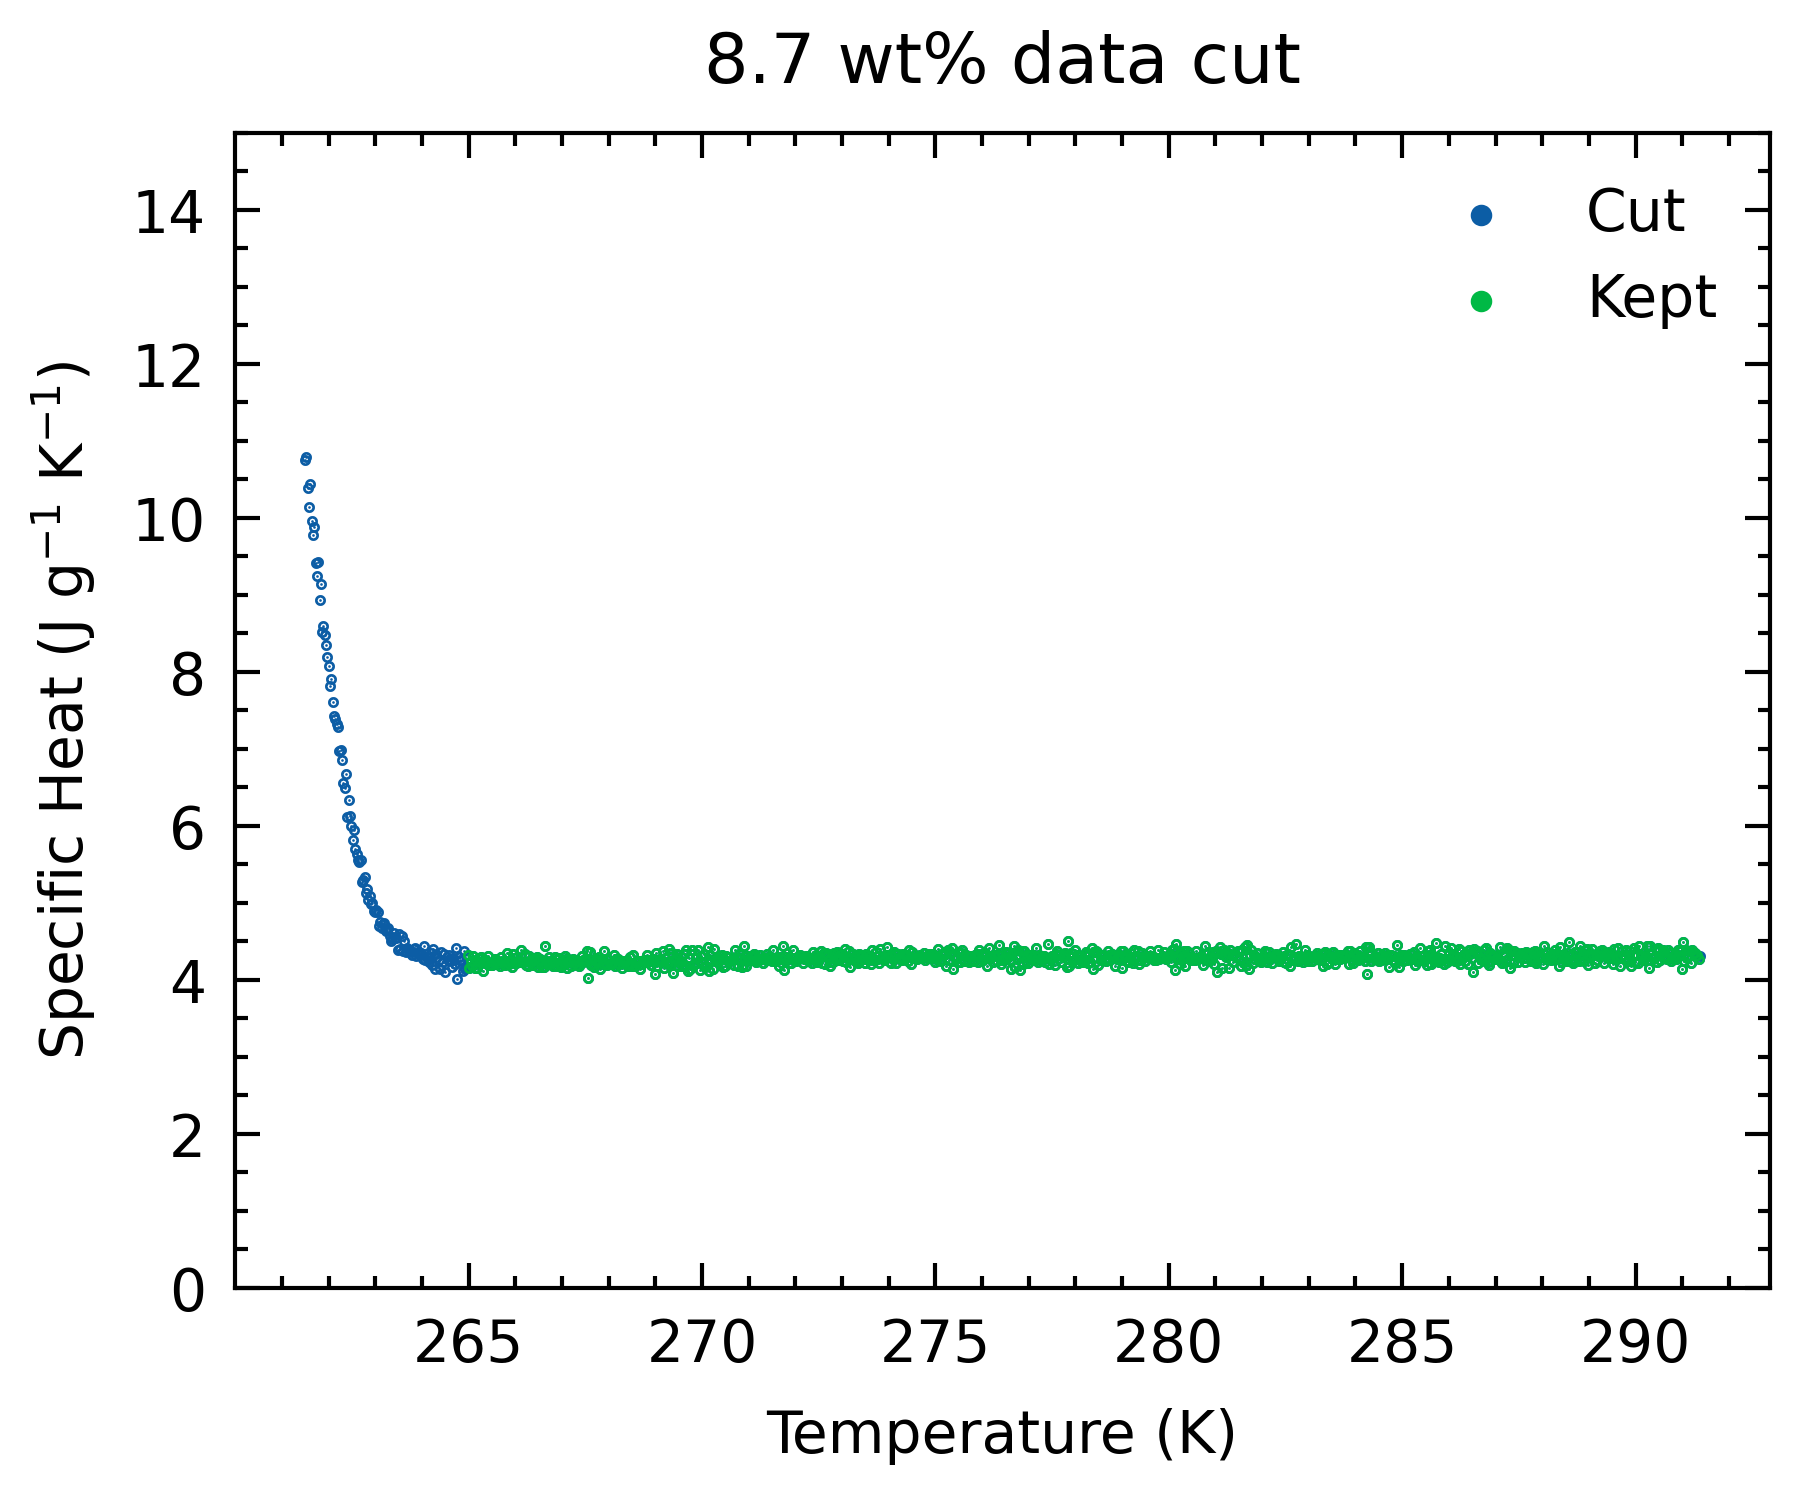 8.7 wt% data cut
Cut
Kept
Specific Heat (J g⁻¹ K⁻¹)
14
12
10
8
6
4
2
0
265 270 275 280 285 290
Temperature (K)